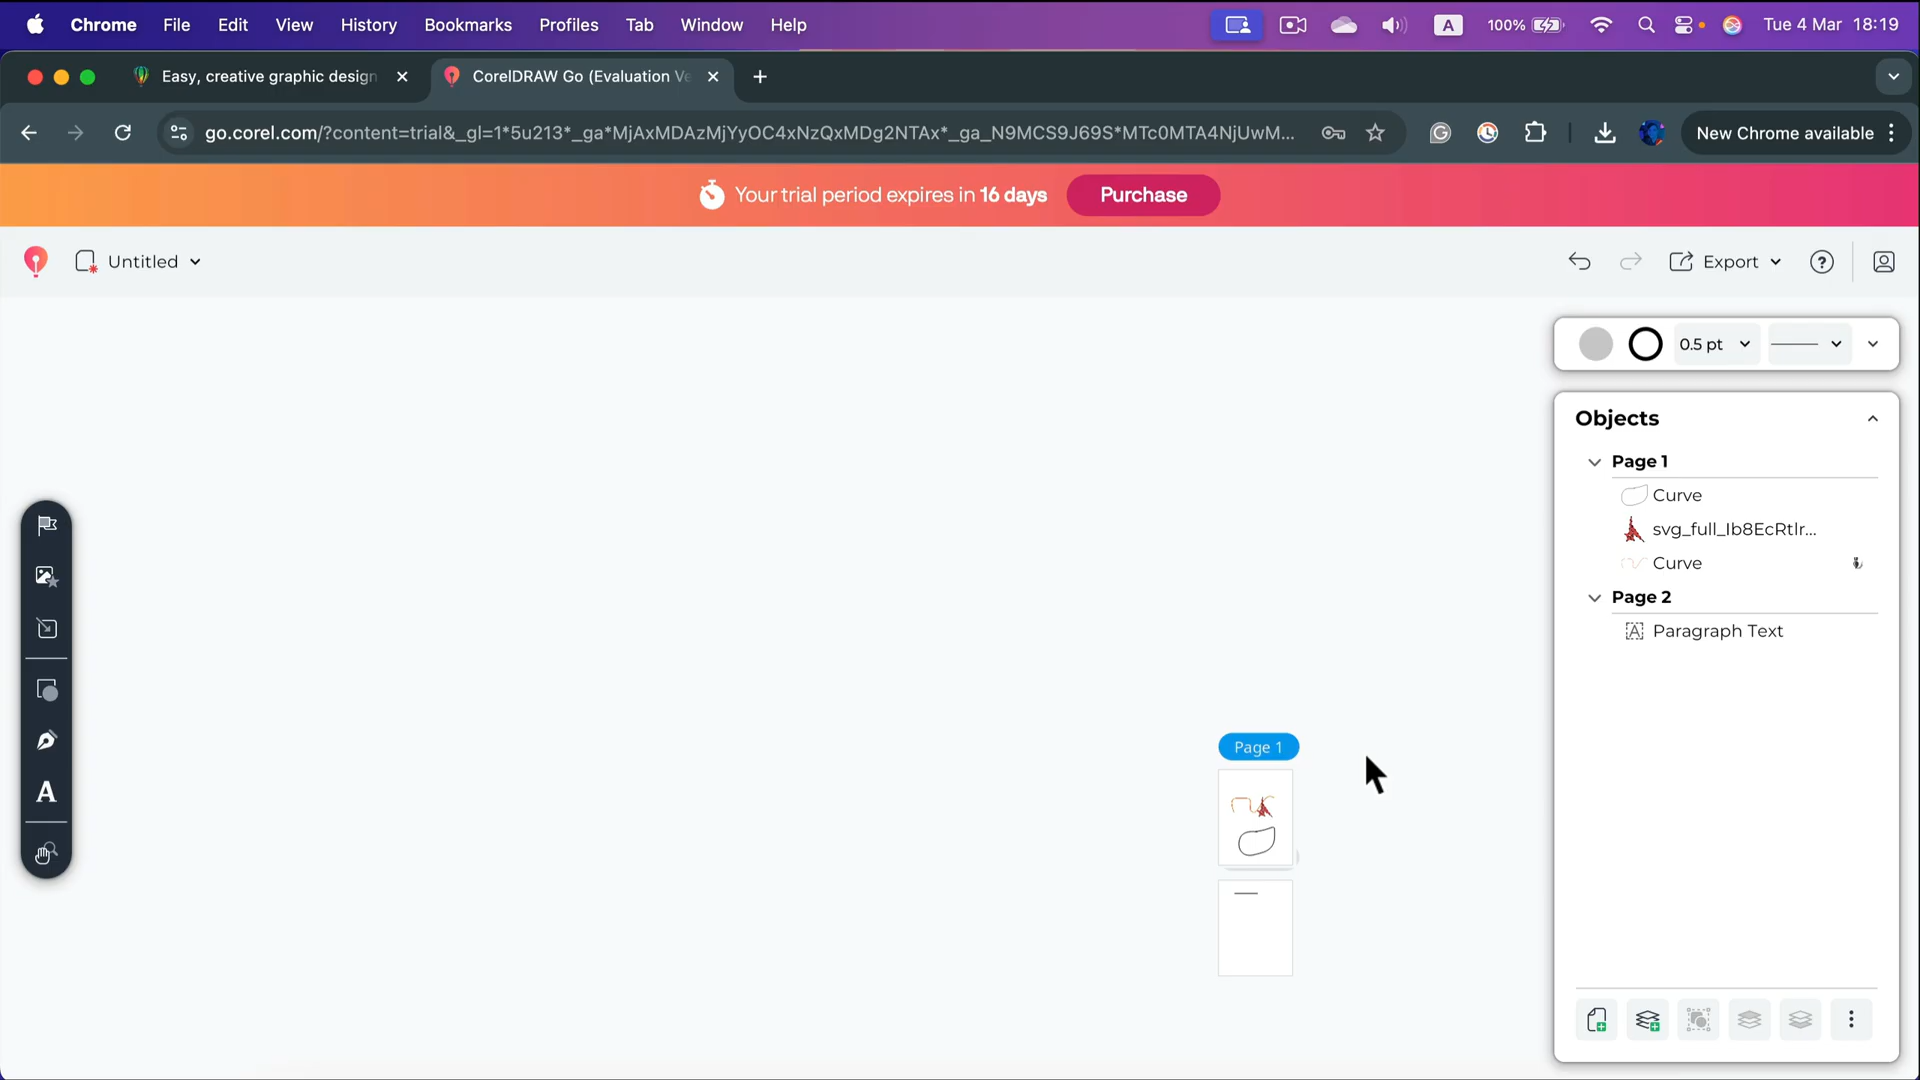 Chrome File Edit View History Bookmarks Profiles Tab Window Help A 100% Tue 4 Mar 18:19
Easy, creative graphic design CorelDRAW Go (Evaluation Ve
go.corel.com/?content=trial&_gl=1*5u213*_ga*MjAxMDAzMjYyOC4xNzQxMDg2NTAx*_ga_N9MCS9J69S*MTc0MTA4NjUwM... New Chrome available
Your trial period expires in 16 days Purchase
Untitled Export ?
0.5 pt
Objects
Page 1
Curve
svg_full_Ib8EcRtlr...
Curve
Page 2
Paragraph Text
A
Page 1